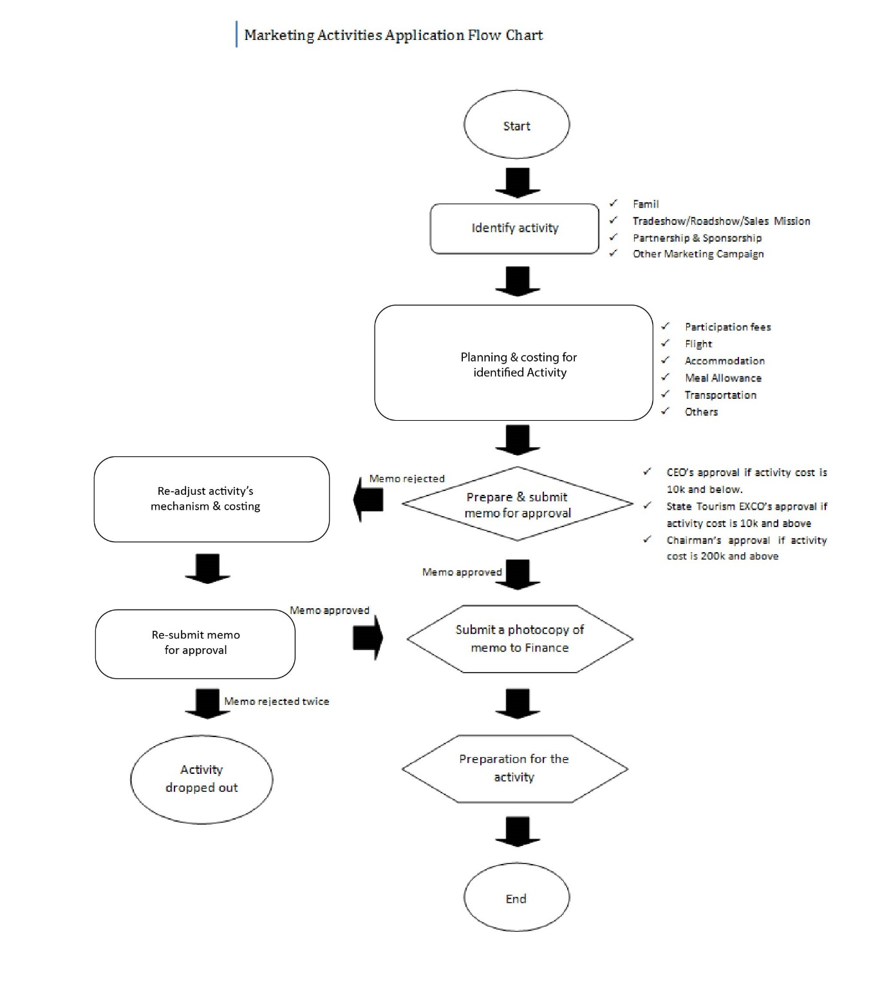 Marketing Activities Application Flow Chart
Start
Identify activity
Famil
Tradeshow/Roadshow/Sales Mission
Partnership & Sponsorship
Other Marketing Campaign
Planning & costing for
identified Activity
Participation fees
Flight
Accommodation
Meal Allowance
Transportation
Others
Prepare & submit
memo for approval
CEO's approval if activity cost is
10k and below.
State Tourism EXCO's approval if
activity cost is 10k and above
Chairman's approval if activity
cost is 200k and above
Memo rejected
Re-adjust activity's
mechanism & costing
Memo approved
Re-submit memo
for approval
Memo approved
Submit a photocopy of
memo to Finance
Memo rejected twice
Activity
dropped out
Preparation for the
activity
End